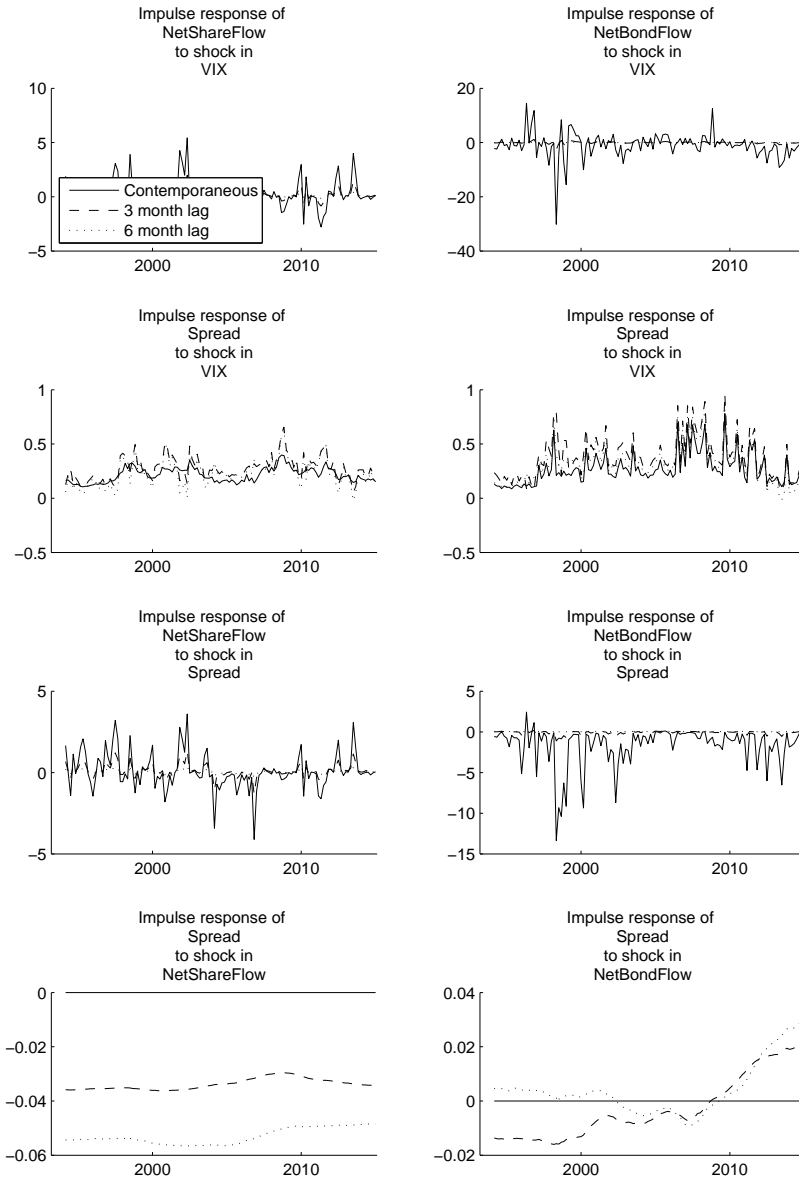 Impulse response of
NetShareFlow
to shock in
VIX
10
5
0
−5
2000
2010
Contemporaneous
3 month lag
6 month lag
Impulse response of
NetBondFlow
to shock in
VIX
20
0
−20
−40
2000
2010
Impulse response of
Spread
to shock in
VIX
1
0.5
0
−0.5
2000
2010
Impulse response of
Spread
to shock in
VIX
1
0.5
0
−0.5
2000
2010
Impulse response of
NetShareFlow
to shock in
Spread
5
0
−5
2000
2010
Impulse response of
NetBondFlow
to shock in
Spread
5
0
−5
−10
−15
2000
2010
Impulse response of
Spread
to shock in
NetShareFlow
0
−0.02
−0.04
−0.06
2000
2010
Impulse response of
Spread
to shock in
NetBondFlow
0.04
0.02
0
−0.02
2000
2010